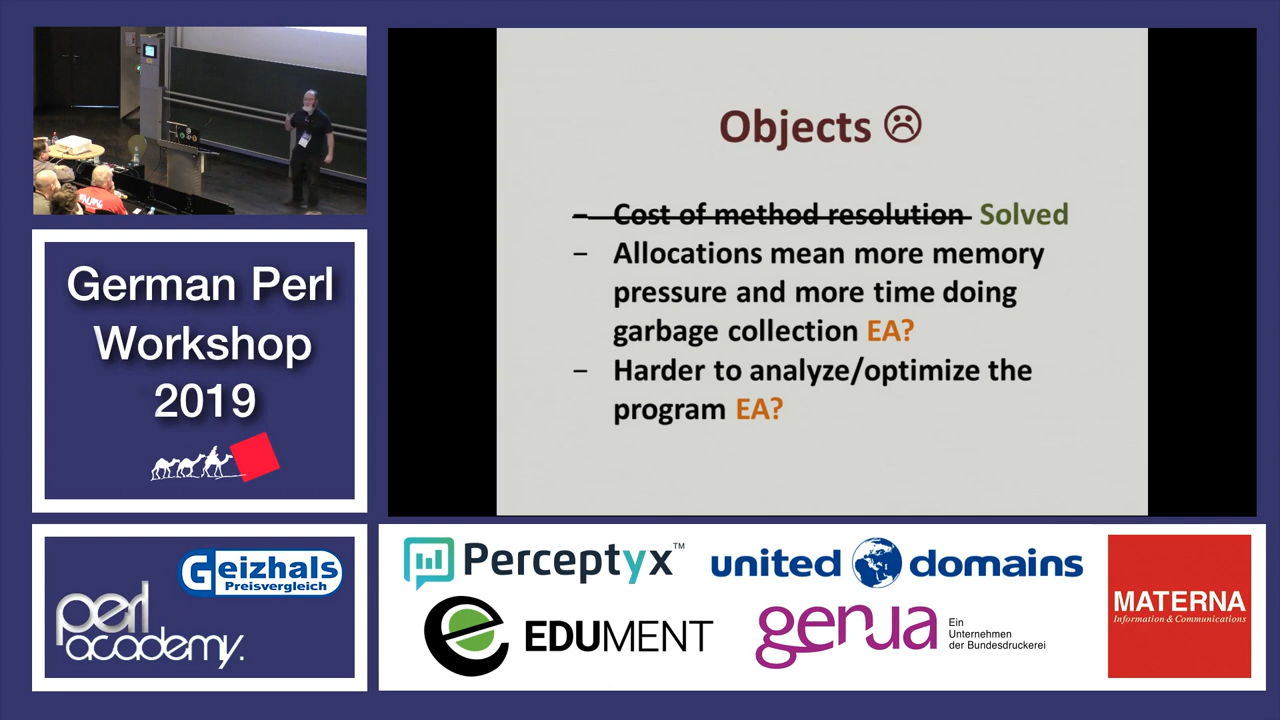 Objects ☹
– Cost of method resolution Solved
– Allocations mean more memory
pressure and more time doing
garbage collection EA?
– Harder to analyze/optimize the
program EA?
German Perl
Workshop
2019
Geizhals
Preisvergleich
perl
academy.
Perceptyx™
united domains
EDUMENT
genua
Ein
Unternehmen
der Bundesdruckerei
MATERNA
Information & Communications